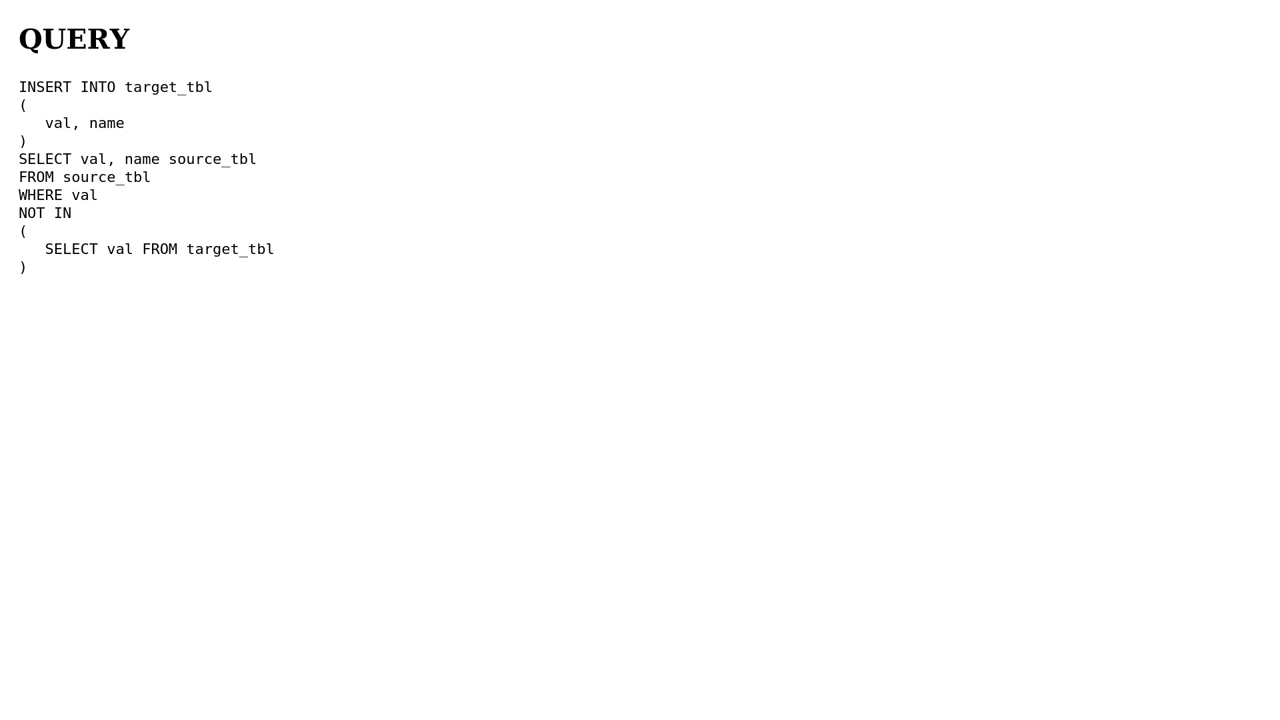 QUERY
INSERT INTO target_tbl
(
   val, name
)
SELECT val, name source_tbl
FROM source_tbl
WHERE val
NOT IN
(
   SELECT val FROM target_tbl
)